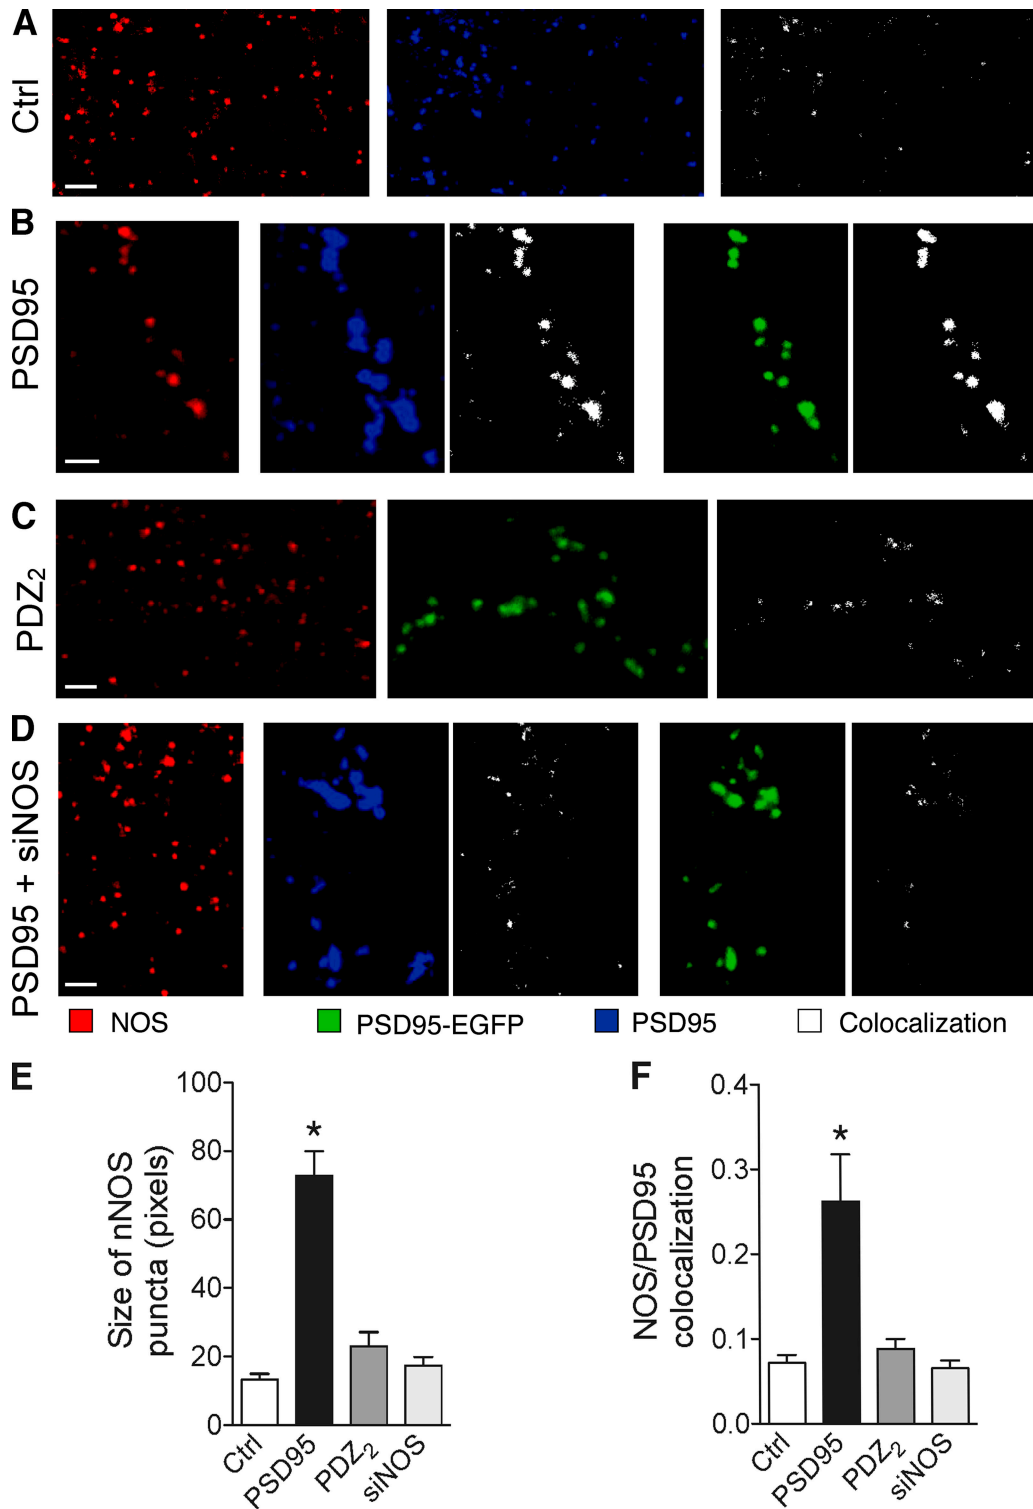 A
Ctrl
B
PSD95
C
PDZ2
D
PSD95 + siNOS
NOS
PSD95-EGFP
PSD95
Colocalization
E
Size of nNOS
puncta (pixels)
100
80
60
40
20
0
*
Ctrl
PSD95
PDZ2
siNOS
F
NOS/PSD95
colocalization
0.4
0.3
0.2
0.1
0.0
*
Ctrl
PSD95
PDZ2
siNOS